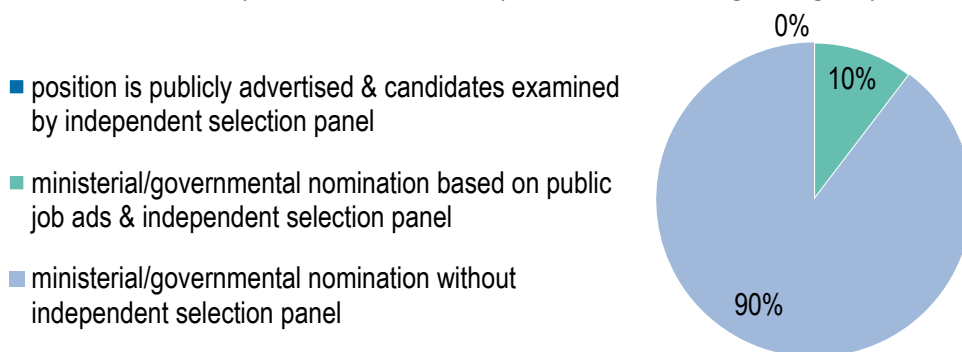 0%
position is publicly advertised & candidates examined
by independent selection panel
10%
ministerial/governmental nomination based on public
job ads & independent selection panel
ministerial/governmental nomination without
independent selection panel
90%